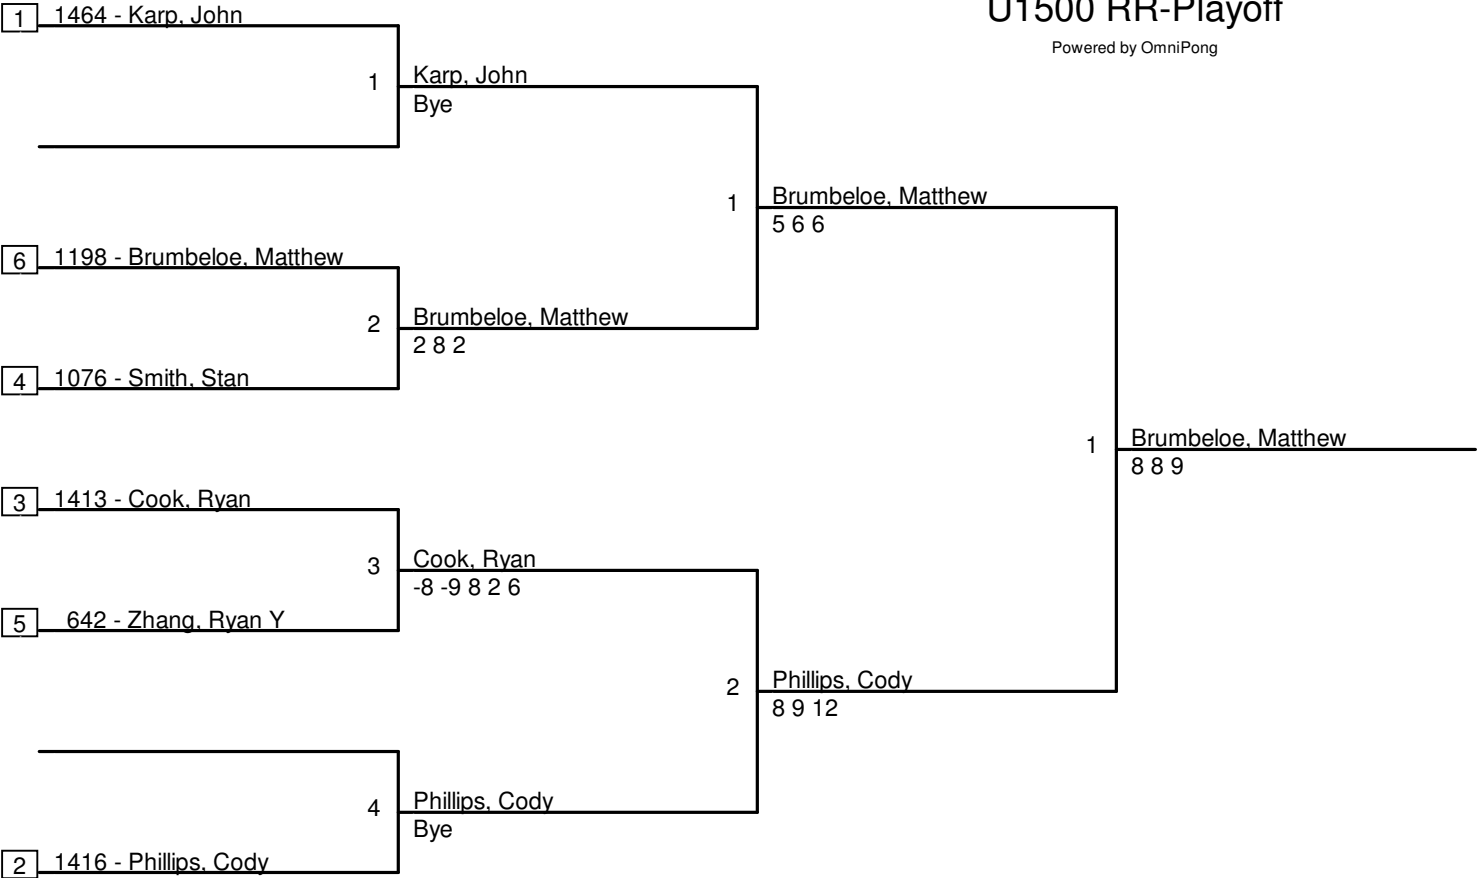 U1500 RR-Playoff
Powered by OmniPong
1 1464 - Karp, John
1 Karp, John
Bye
1 Brumbeloe, Matthew
5 6 6
6 1198 - Brumbeloe, Matthew
2 Brumbeloe, Matthew
2 8 2
4 1076 - Smith, Stan
1 Brumbeloe, Matthew
8 8 9
3 1413 - Cook, Ryan
3 Cook, Ryan
-8 -9 8 2 6
5 642 - Zhang, Ryan Y
2 Phillips, Cody
8 9 12
4 Phillips, Cody
Bye
2 1416 - Phillips, Cody